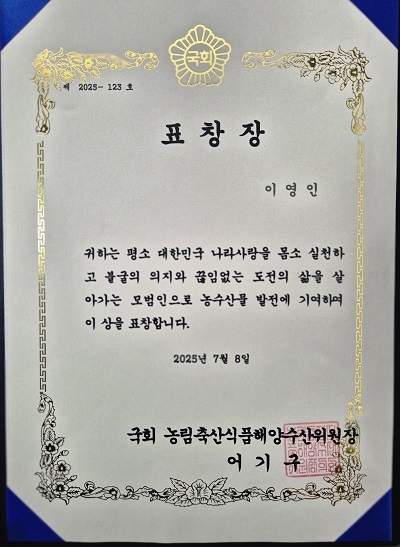 국회
제 2025- 123 호
표창장
이영인
귀하는 평소 대한민국 나라사랑을 몸소 실천하
고 불굴의 의지와 끊임없는 도전의 삶을 살
아가는 모범인으로 농수산물 발전에 기여하며
이 상을 표창합니다.
2025년 7월 8일
국회 농림축산식품해양수산위원장
어기구